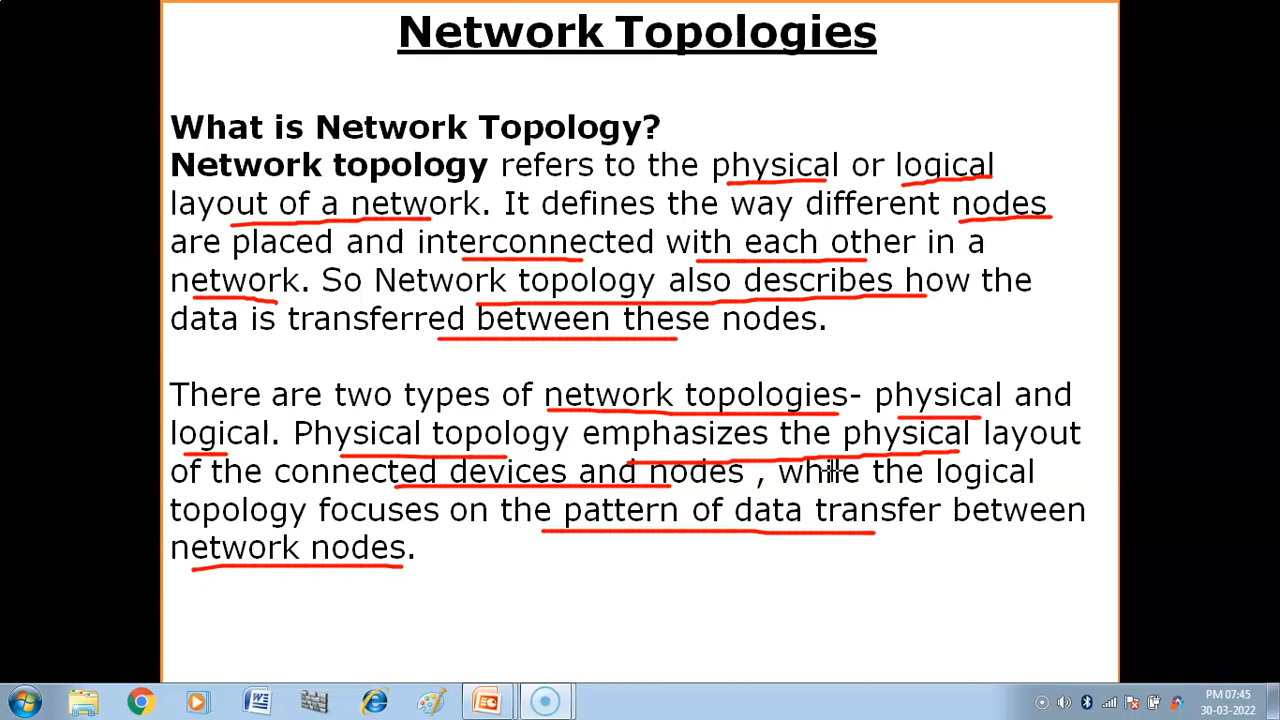 Network Topologies
What is Network Topology?
Network topology refers to the physical or logical
layout of a network. It defines the way different nodes
are placed and interconnected with each other in a
network. So Network topology also describes how the
data is transferred between these nodes.
There are two types of network topologies- physical and
logical. Physical topology emphasizes the physical layout
of the connected devices and nodes , while the logical
topology focuses on the pattern of data transfer between
network nodes.
PM 07:45
30-03-2022